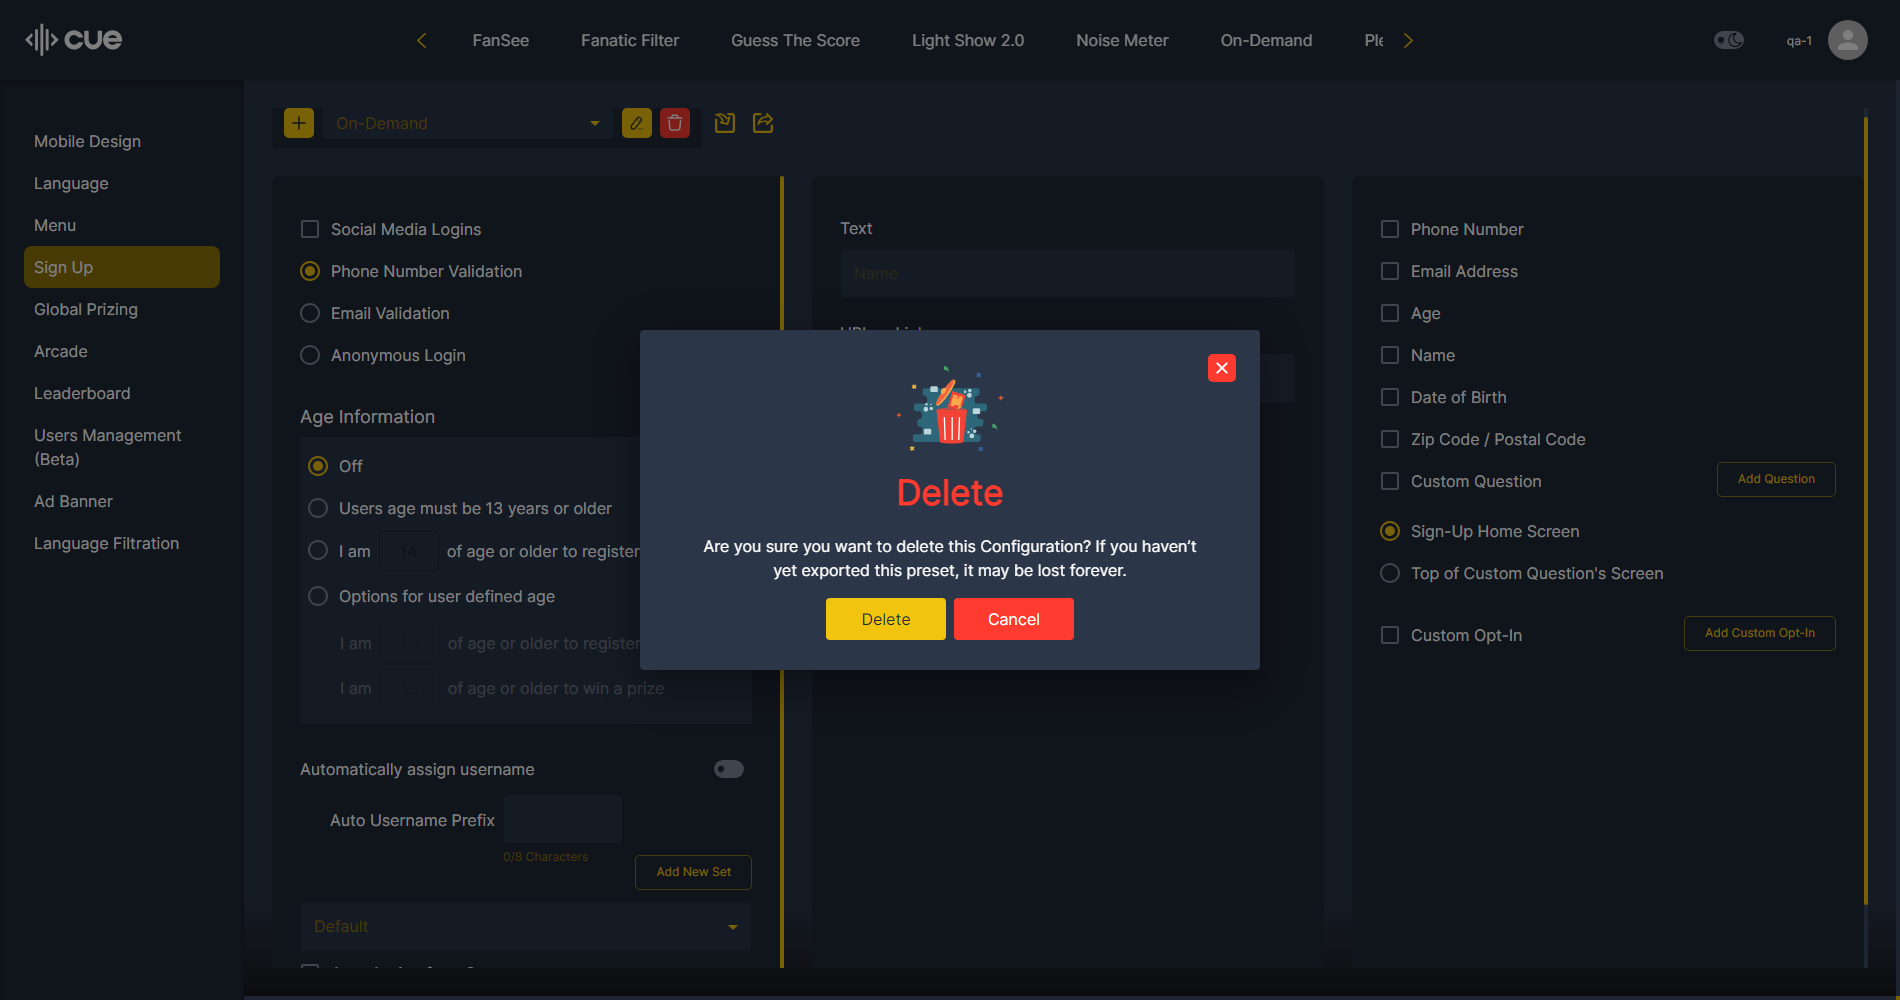 cue
FanSee
Fanatic Filter
Guess The Score
Light Show 2.0
Noise Meter
On-Demand
qa-1
Mobile Design
Language
Menu
Sign Up
Global Prizing
Arcade
Leaderboard
Users Management
(Beta)
Ad Banner
Language Filtration
On-Demand
Social Media Logins
Phone Number Validation
Email Validation
Anonymous Login
Age Information
Off
Users age must be 13 years or older
I am 14 of age or older to register
Options for user defined age
I am of age or older to register
I am of age or older to win a prize
Automatically assign username
Auto Username Prefix
0/8 Characters
Add New Set
Default
Text
Name
Delete
Are you sure you want to delete this Configuration? If you haven't
yet exported this preset, it may be lost forever.
Delete
Cancel
Phone Number
Email Address
Age
Name
Date of Birth
Zip Code / Postal Code
Custom Question
Add Question
Sign-Up Home Screen
Top of Custom Question's Screen
Custom Opt-In
Add Custom Opt-In